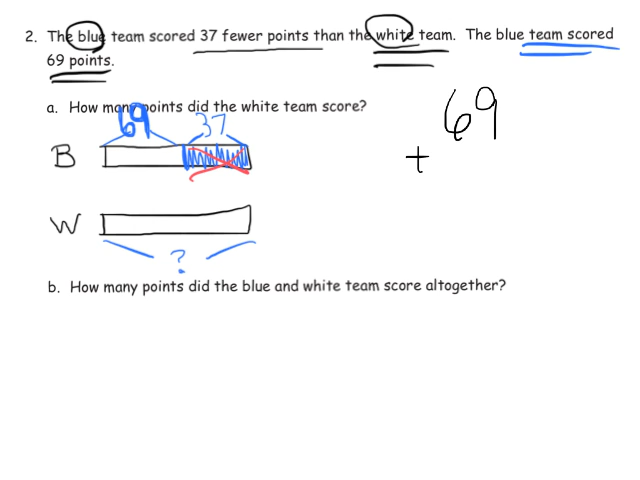 2. The blue team scored 37 fewer points than the white team. The blue team scored
69 points.
69
+
a. How many points did the white team score?
69 37
B
W
?
b. How many points did the blue and white team score altogether?